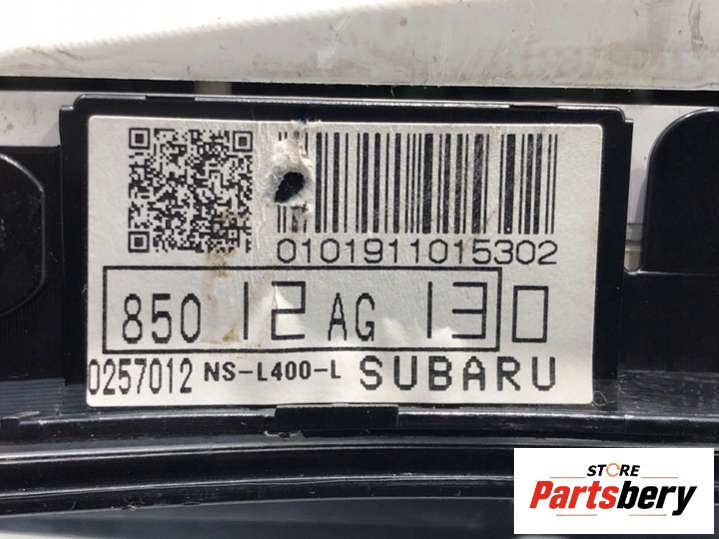 0101911015302
850 12 AG 130
0257012 NS-L400-L SUBARU
STORE
Partsbery